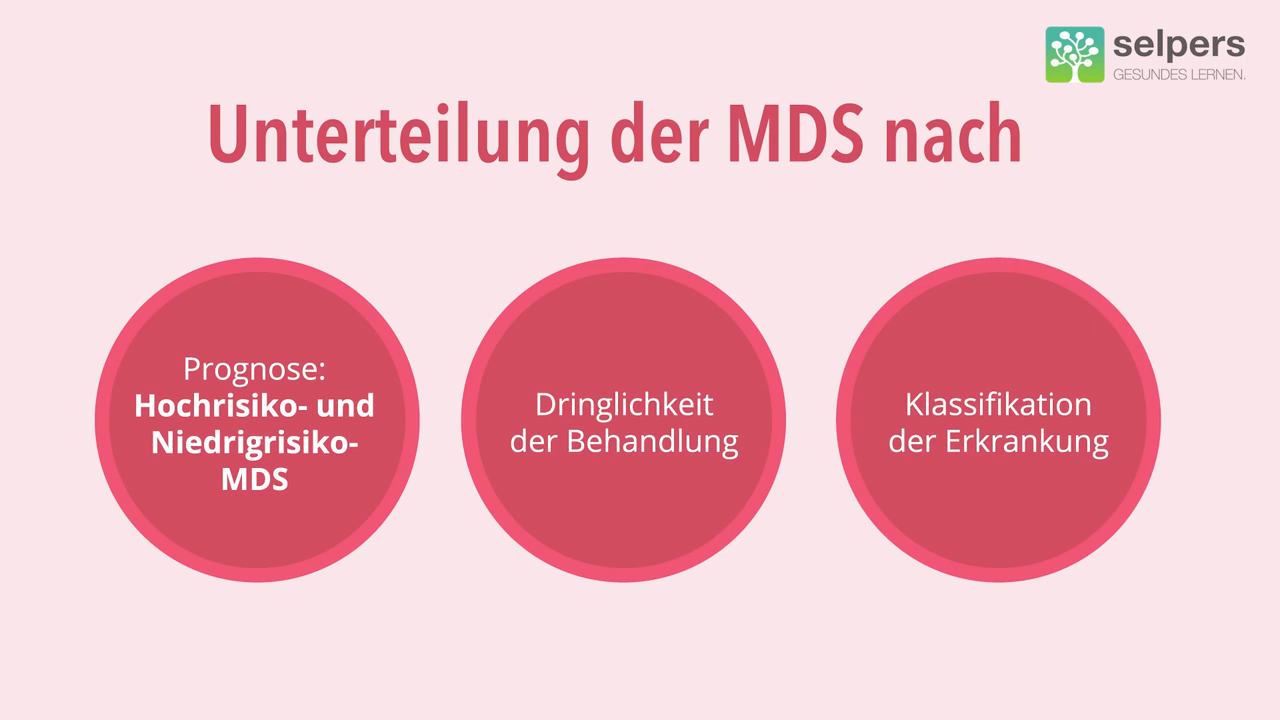 selpers
GESUNDES LERNEN.
Unterteilung der MDS nach
Prognose:
Hochrisiko- und
Niedrigrisiko-
MDS
Dringlichkeit
der Behandlung
Klassifikation
der Erkrankung